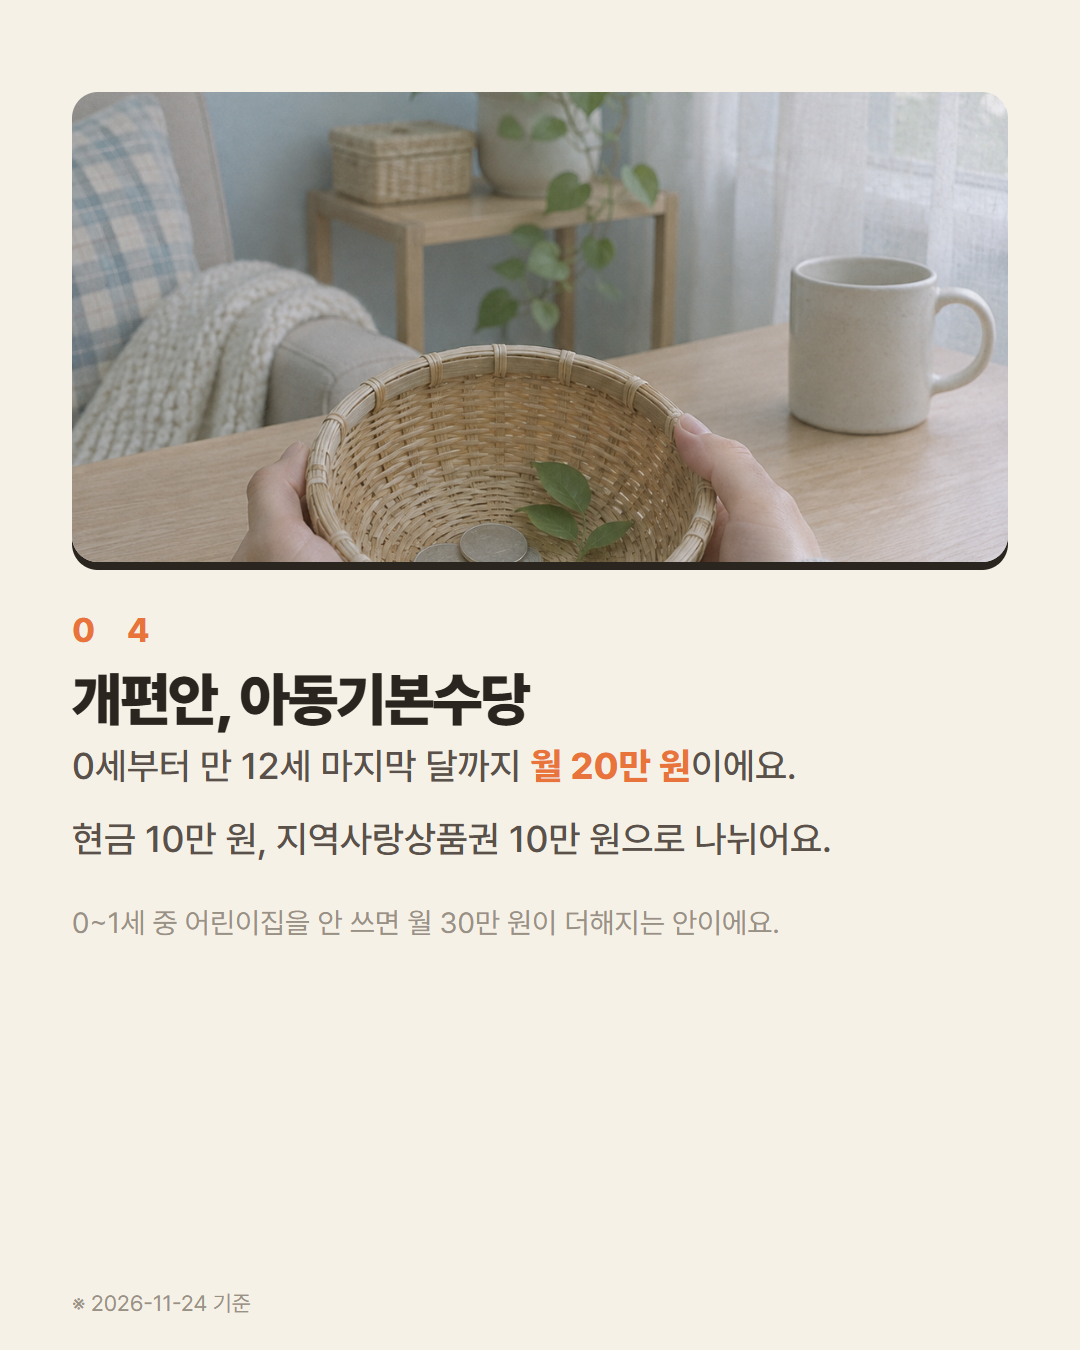 0 4
개편안, 아동기본수당
0세부터 만 12세 마지막 달까지 월 20만 원이에요.
현금 10만 원, 지역사랑상품권 10만 원으로 나뉘어요.
0~1세 중 어린이집을 안 쓰면 월 30만 원이 더해지는 안이에요.
※ 2026-11-24 기준